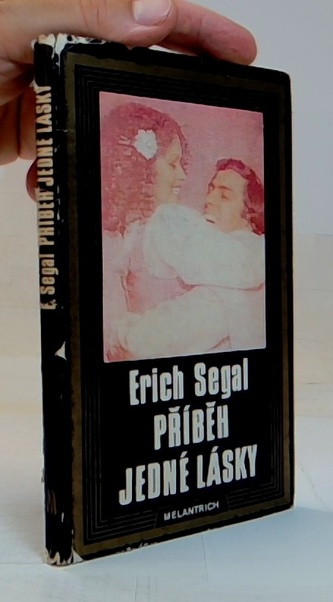 E. Segal PŘÍBĚH JEDNÉ LÁSKY
Erich Segal
PŘÍBĚH
JEDNÉ LÁSKY
MELANTRICH